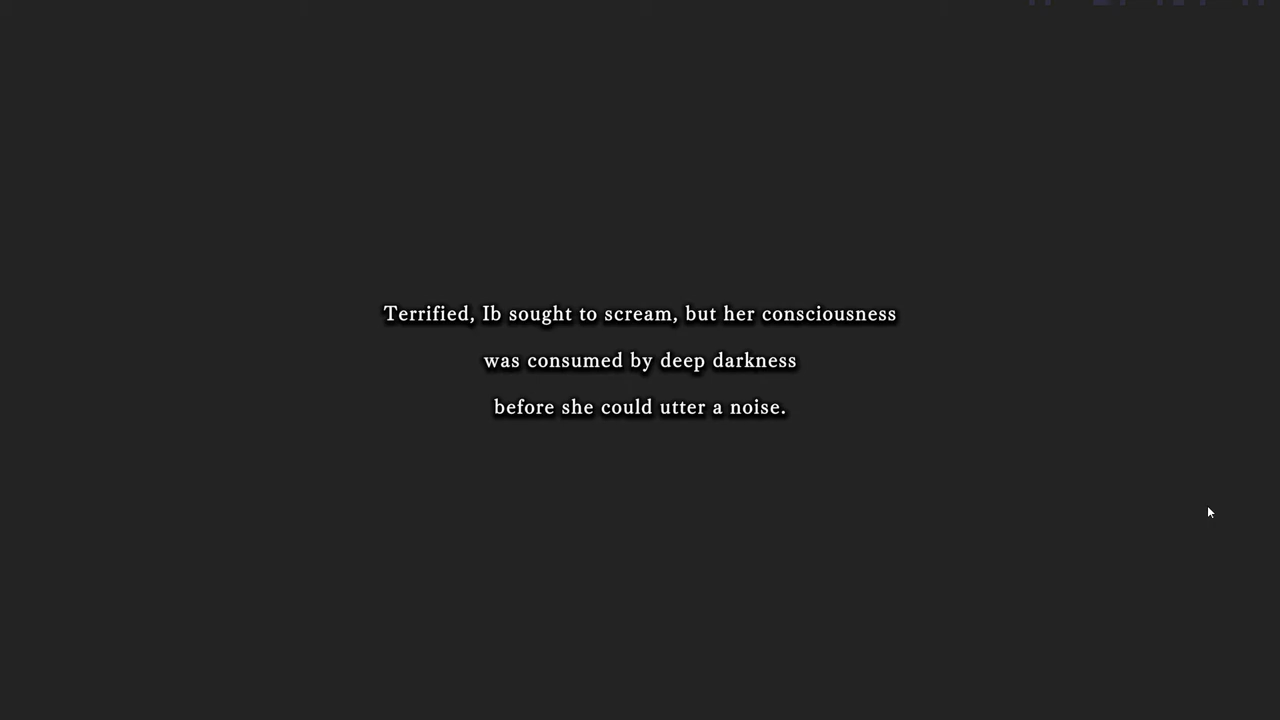 Terrified, Ib sought to scream, but her consciousness
was consumed by deep darkness
before she could utter a noise.